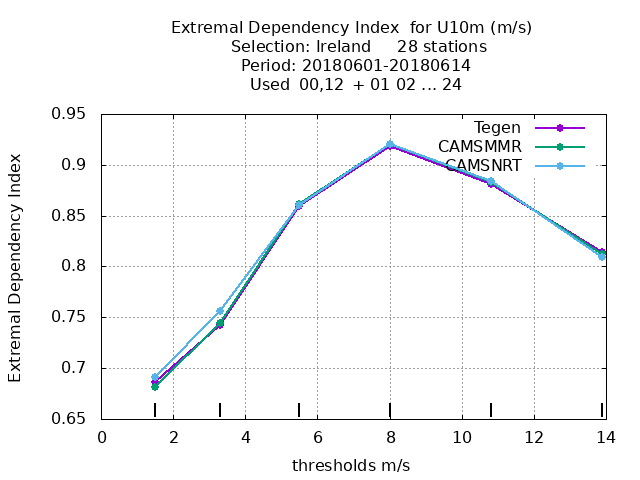 Extremal Dependency Index for U10m (m/s)
Selection: Ireland 28 stations
Period: 20180601-20180614
Used 00,12 + 01 02 ... 24
Extremal Dependency Index
0.95
0.9
0.85
0.8
0.75
0.7
0.65
Tegen
CAMSMMR
CAMSNRT
0 2 4 6 8 10 12 14
thresholds m/s